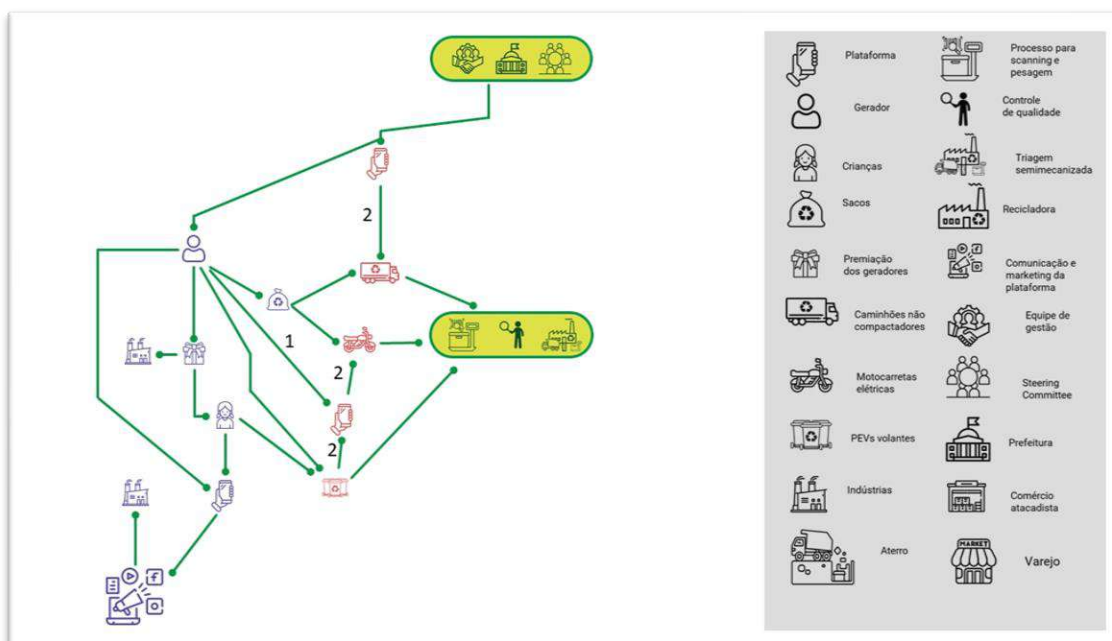 2
1
2
2
Plataforma
Processo para
scanning e
pesagem
Gerador
Controle
de qualidade
Crianças
Triagem
semimecanizada
Sacos
Recicladora
Premiação
dos geradores
Comunicação e
marketing da
plataforma
Caminhões não
compactadores
Equipe de
gestão
Motocarretas
elétricas
Steering
Committee
PEVs volantes
Prefeitura
Indústrias
Comércio
atacadista
Aterro
MARKET
Varejo